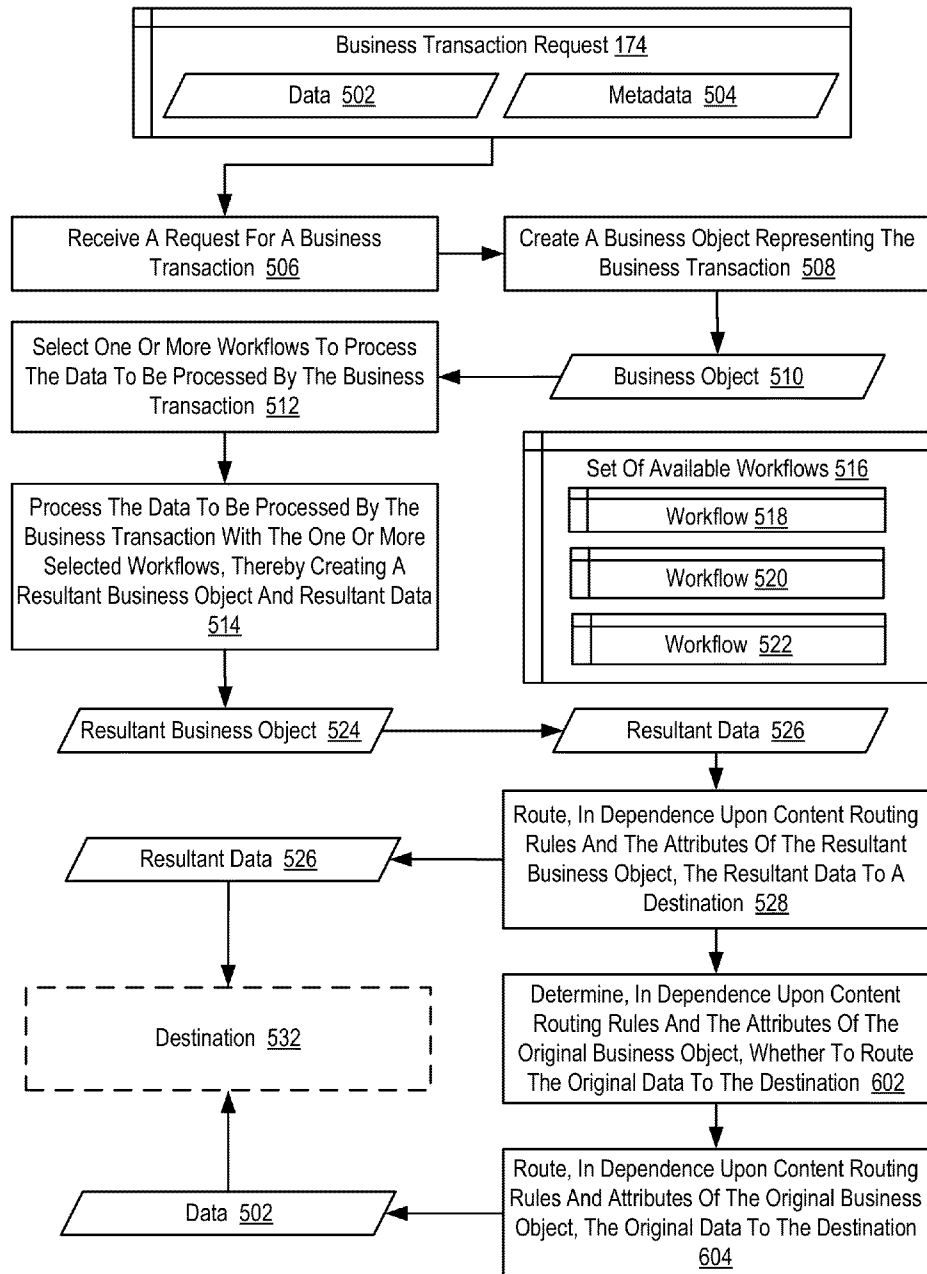 Business Transaction Request 174
Data 502
Metadata 504
Receive A Request For A Business
Transaction 506
Create A Business Object Representing The
Business Transaction 508
Select One Or More Workflows To Process
The Data To Be Processed By The Business
Transaction 512
Business Object 510
Set Of Available Workflows 516
Workflow 518
Workflow 520
Workflow 522
Process The Data To Be Processed By The
Business Transaction With The One Or More
Selected Workflows, Thereby Creating A
Resultant Business Object And Resultant Data
514
Resultant Business Object 524
Resultant Data 526
Route, In Dependence Upon Content Routing
Rules And The Attributes Of The Resultant
Business Object, The Resultant Data To A
Destination 528
Resultant Data 526
Destination 532
Determine, In Dependence Upon Content
Routing Rules And The Attributes Of The
Original Business Object, Whether To Route
The Original Data To The Destination 602
Route, In Dependence Upon Content Routing
Rules And Attributes Of The Original Business
Object, The Original Data To The Destination
604
Data 502